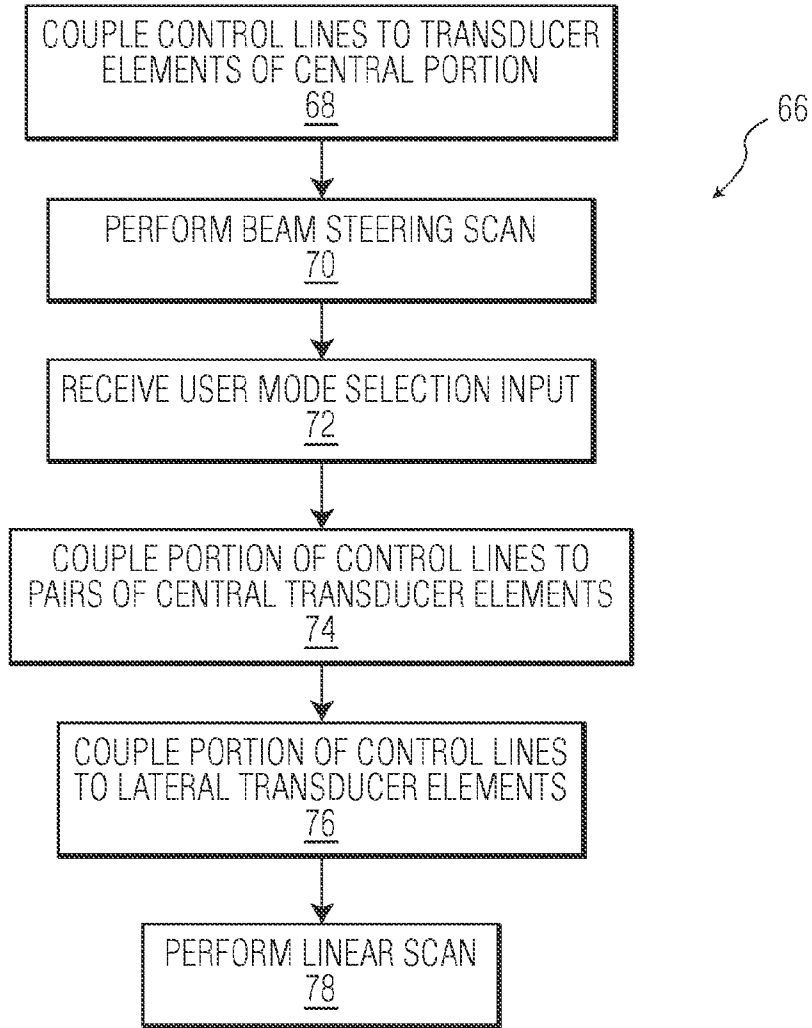 COUPLE CONTROL LINES TO TRANSDUCER
ELEMENTS OF CENTRAL PORTION
68
66
PERFORM BEAM STEERING SCAN
70
RECEIVE USER MODE SELECTION INPUT
72
COUPLE PORTION OF CONTROL LINES TO
PAIRS OF CENTRAL TRANSDUCER ELEMENTS
74
COUPLE PORTION OF CONTROL LINES
TO LATERAL TRANSDUCER ELEMENTS
76
PERFORM LINEAR SCAN
78